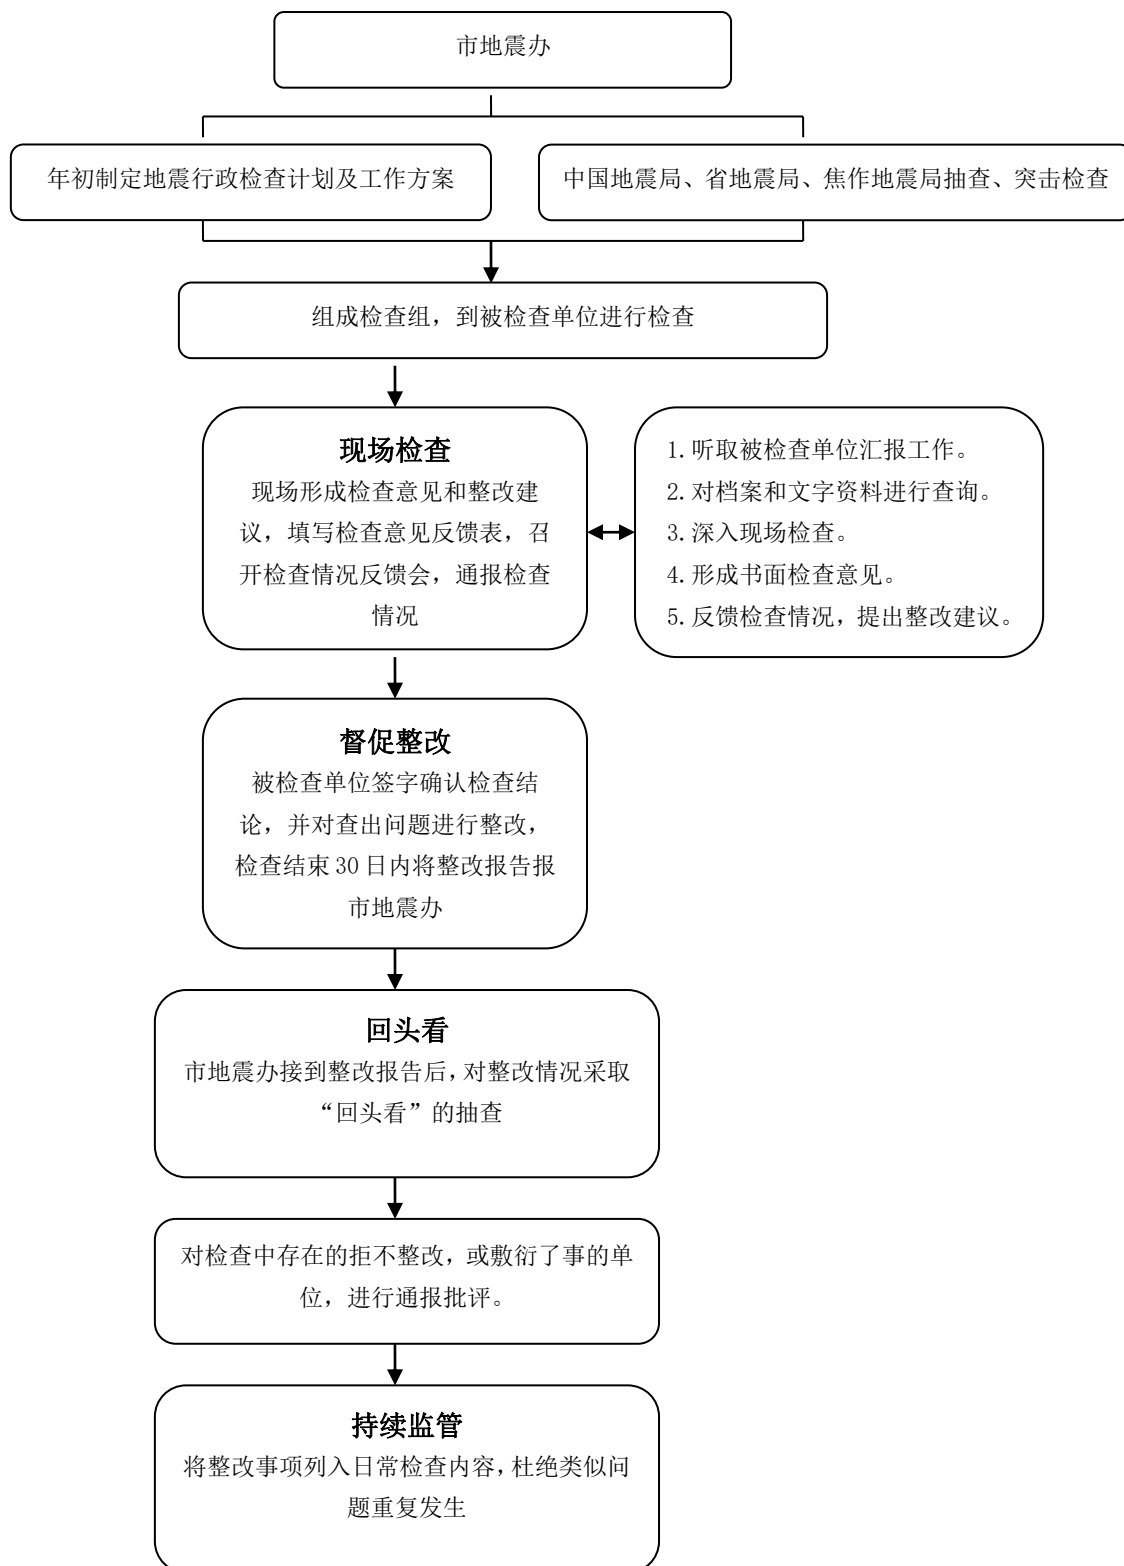 市地震办
年初制定地震行政检查计划及工作方案
中国地震局、省地震局、焦作地震局抽查、突击检查
组成检查组，到被检查单位进行检查
现场检查
现场形成检查意见和整改建
议，填写检查意见反馈表，召
开检查情况反馈会，通报检查
情况
1.听取被检查单位汇报工作。
2.对档案和文字资料进行查询。
3.深入现场检查。
4.形成书面检查意见。
5.反馈检查情况，提出整改建议。
督促整改
被检查单位签字确认检查结
论，并对查出问题进行整改，
检查结束 30 日内将整改报告报
市地震办
回头看
市地震办接到整改报告后，对整改情况采取
“回头看”的抽查
对检查中存在的拒不整改，或敷衍了事的单
位，进行通报批评。
持续监管
将整改事项列入日常检查内容，杜绝类似问
题重复发生